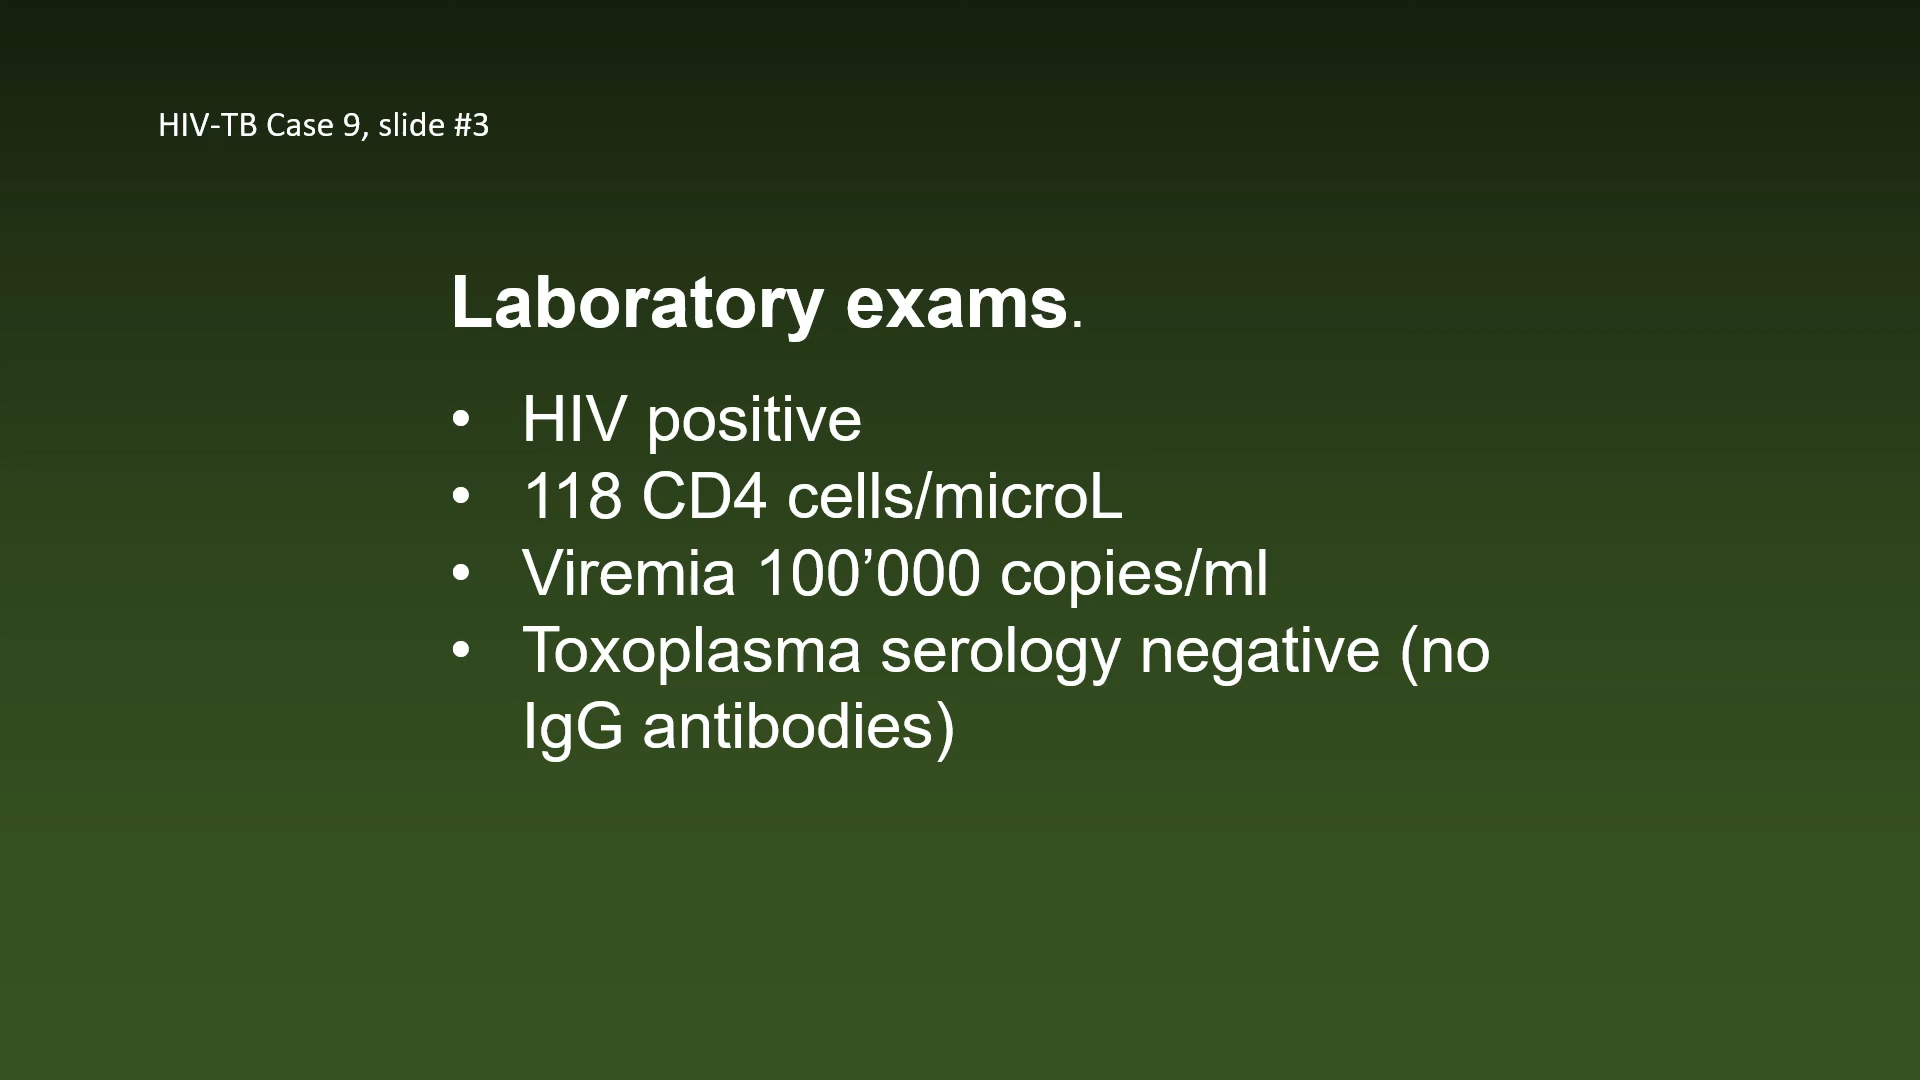 HIV-TB Case 9, slide #3
Laboratory exams.
• HIV positive
• 118 CD4 cells/microL
• Viremia 100’000 copies/ml
• Toxoplasma serology negative (no
IgG antibodies)